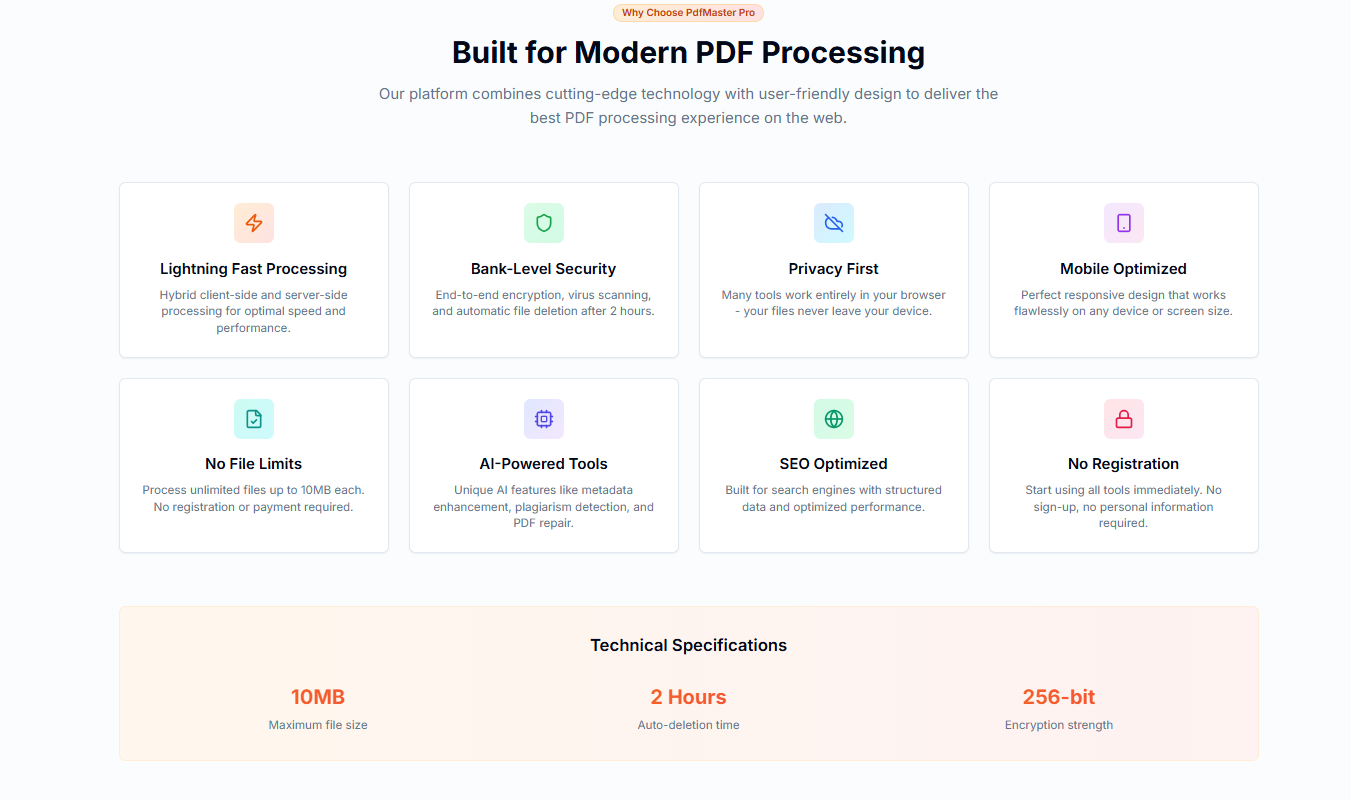 Why Choose PdfMaster Pro
Built for Modern PDF Processing
Our platform combines cutting-edge technology with user-friendly design to deliver the
best PDF processing experience on the web.
Lightning Fast Processing
Hybrid client-side and server-side
processing for optimal speed and
performance.
Bank-Level Security
End-to-end encryption, virus scanning,
and automatic file deletion after 2 hours.
Privacy First
Many tools work entirely in your browser
- your files never leave your device.
Mobile Optimized
Perfect responsive design that works
flawlessly on any device or screen size.
No File Limits
Process unlimited files up to 10MB each.
No registration or payment required.
AI-Powered Tools
Unique AI features like metadata
enhancement, plagiarism detection, and
PDF repair.
SEO Optimized
Built for search engines with structured
data and optimized performance.
No Registration
Start using all tools immediately. No
sign-up, no personal information
required.
Technical Specifications
10MB
Maximum file size
2 Hours
Auto-deletion time
256-bit
Encryption strength